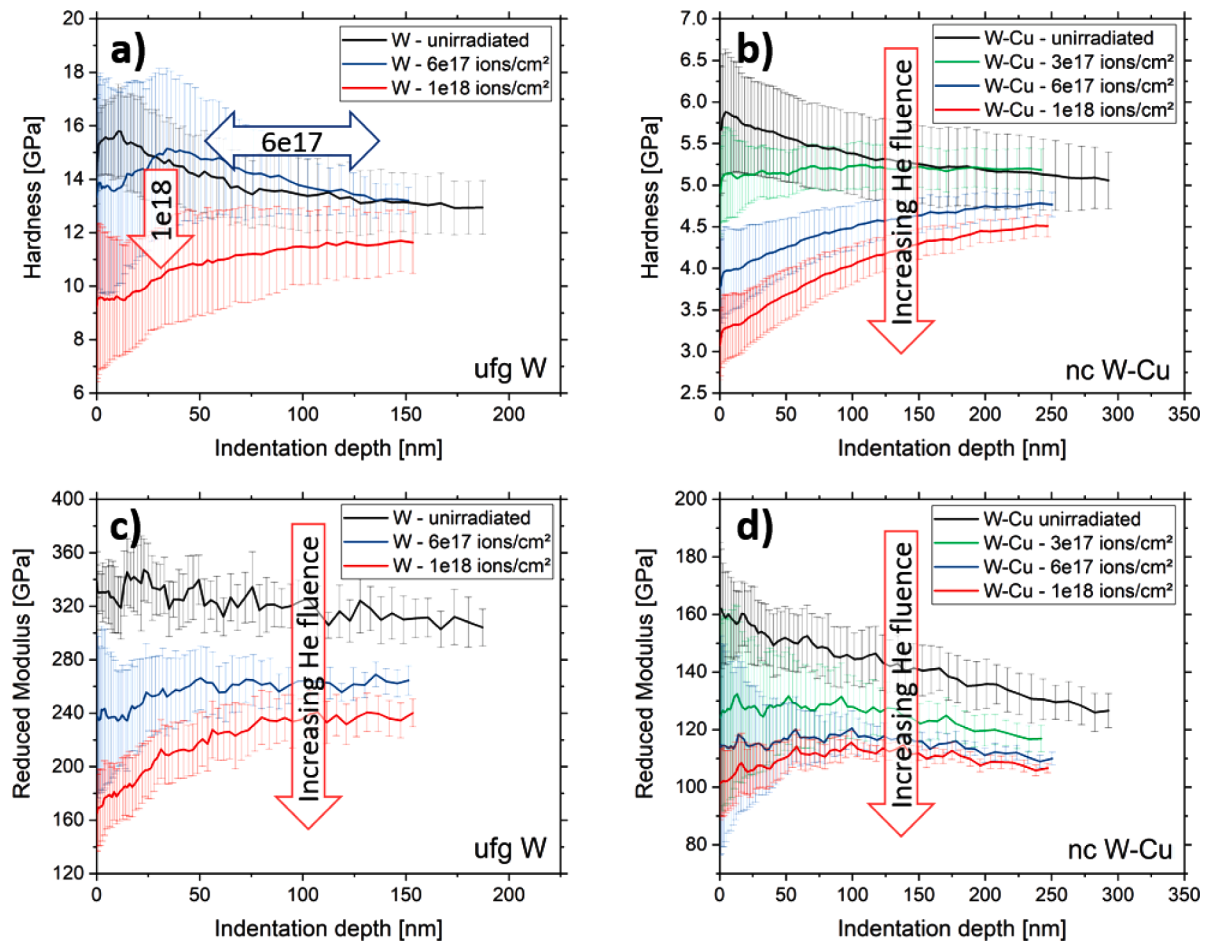 a)
W - unirradiated
W - 6e17 ions/cm²
W - 1e18 ions/cm²
6e17
1e18
ufg W
Hardness [GPa]
20
18
16
14
12
10
8
6
0
50
100
150
200
Indentation depth [nm]
b)
W-Cu - unirradiated
W-Cu - 3e17 ions/cm²
W-Cu - 6e17 ions/cm²
W-Cu - 1e18 ions/cm²
Increasing He fluence
nc W-Cu
Hardness [GPa]
7.0
6.5
6.0
5.5
5.0
4.5
4.0
3.5
3.0
2.5
0
50
100
150
200
250
300
350
Indentation depth [nm]
c)
W - unirradiated
W - 6e17 ions/cm²
W - 1e18 ions/cm²
Increasing He fluence
ufg W
Reduced Modulus [GPa]
400
360
320
280
240
200
160
120
0
50
100
150
200
Indentation depth [nm]
d)
W-Cu unirradiated
W-Cu - 3e17 ions/cm²
W-Cu - 6e17 ions/cm²
W-Cu - 1e18 ions/cm²
Increasing He fluence
nc W-Cu
Reduced Modulus [GPa]
200
180
160
140
120
100
80
0
50
100
150
200
250
300
350
Indentation depth [nm]